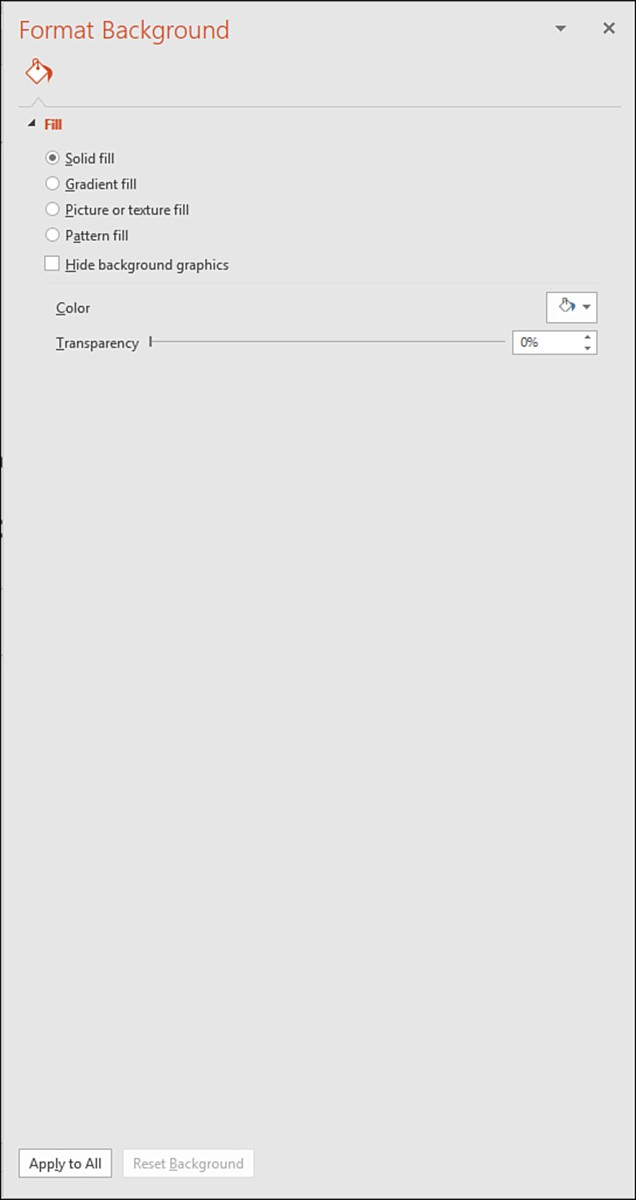 Format Background
Fill
Solid fill
Gradient fill
Picture or texture fill
Pattern fill
Hide background graphics
Color
Transparency 0%
Apply to All Reset Background